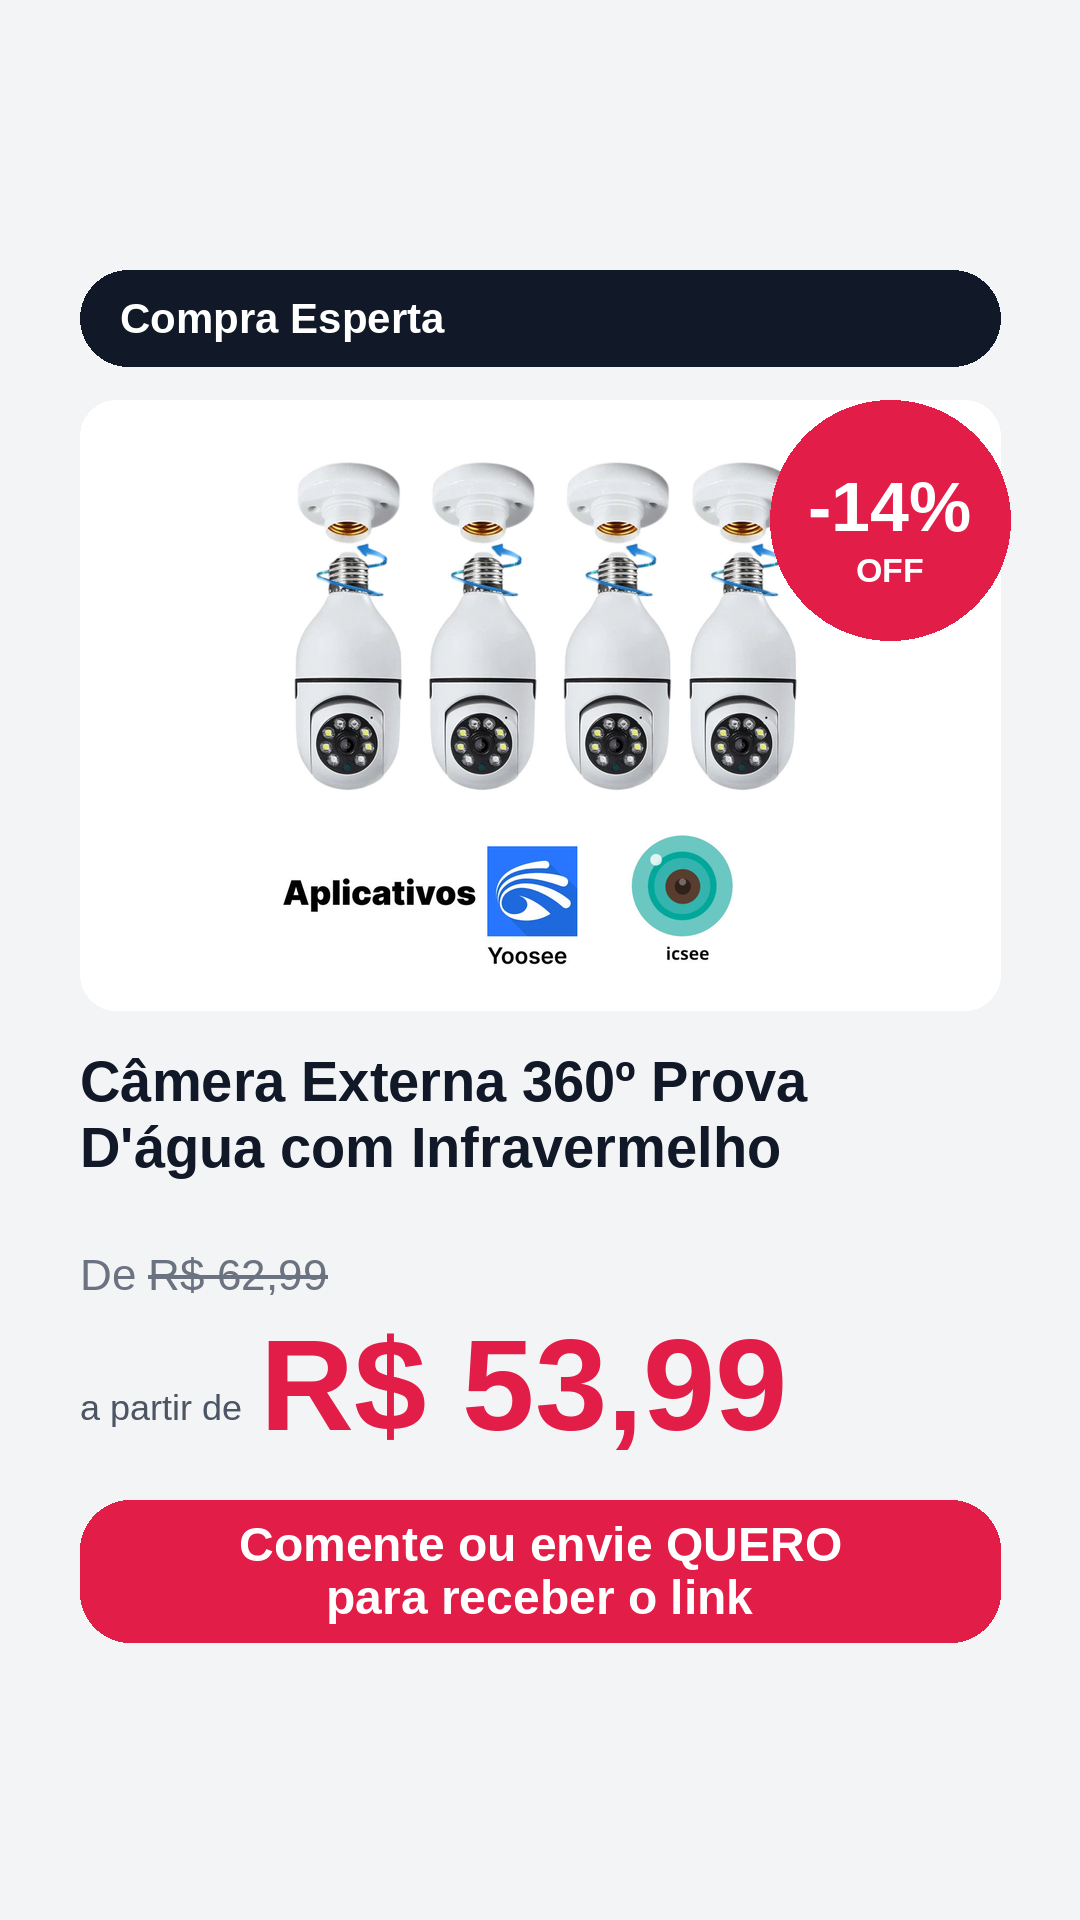 Compra Esperta
-14%
OFF
Aplicativos
Yoosee
icsee
Câmera Externa 360º Prova
D'água com Infravermelho
De R$ 62,99
a partir de R$ 53,99
Comente ou envie QUERO
para receber o link